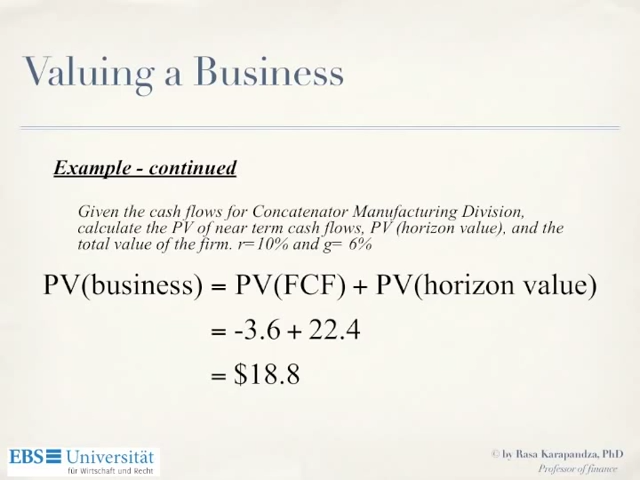 Valuing a Business
Example - continued
Given the cash flows for Concatenator Manufacturing Division,
calculate the PV of near term cash flows, PV (horizon value), and the
total value of the firm. r=10% and g= 6%
PV(business) = PV(FCF) + PV(horizon value)
= -3.6 + 22.4
= $18.8
EBS Universität
für Wirtschaft und Recht
© by Rasa Karapandza, PhD
Professor of finance